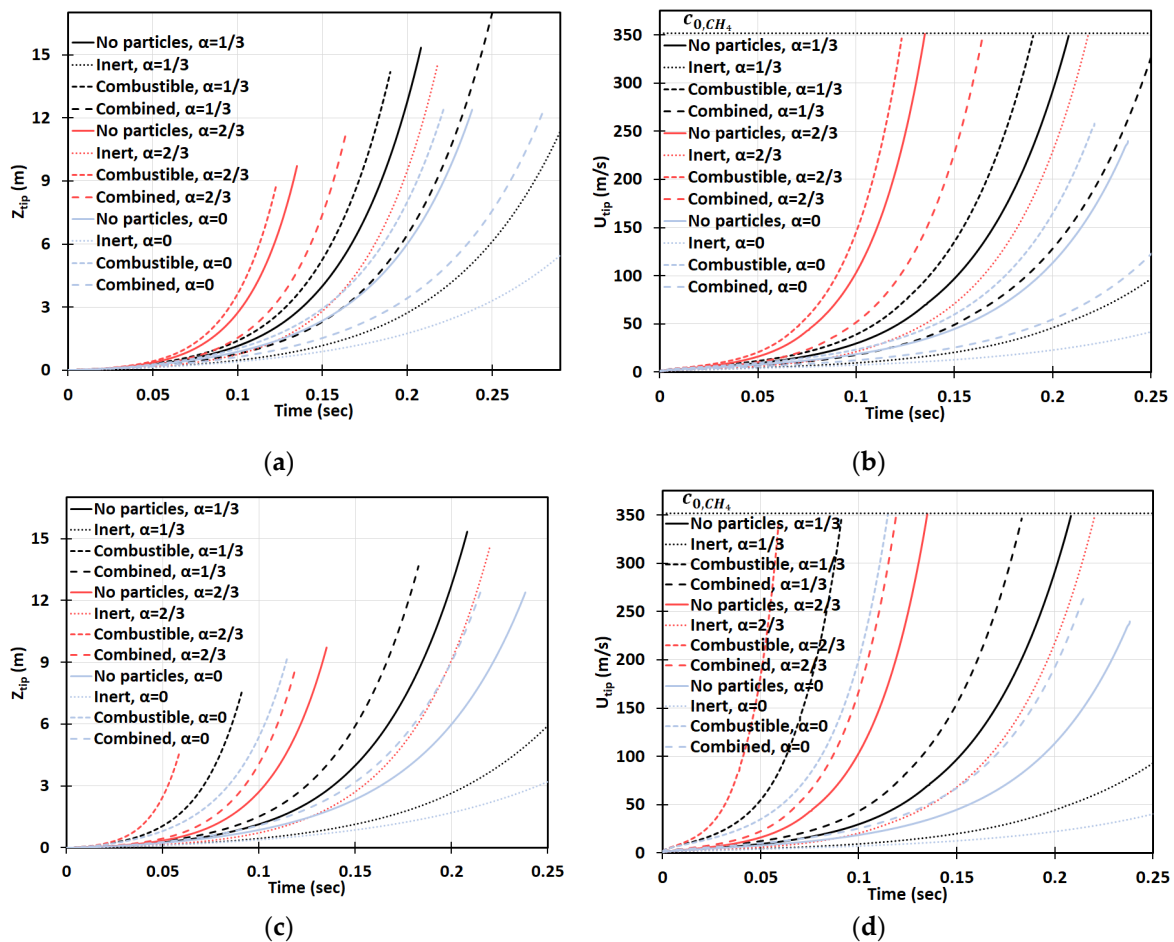 15
12
9
6
3
0
Z_tip (m)
No particles, α=1/3
Inert, α=1/3
Combustible, α=1/3
Combined, α=1/3
No particles, α=2/3
Inert, α=2/3
Combustible, α=2/3
Combined, α=2/3
No particles, α=0
Inert, α=0
Combustible, α=0
Combined, α=0
0 0.05 0.1 0.15 0.2 0.25
Time (sec)
(a)
c_{0,CH_4}
350
300
250
200
150
100
50
0
U_tip (m/s)
No particles, α=1/3
Inert, α=1/3
Combustible, α=1/3
Combined, α=1/3
No particles, α=2/3
Inert, α=2/3
Combustible, α=2/3
Combined, α=2/3
No particles, α=0
Inert, α=0
Combustible, α=0
Combined, α=0
0 0.05 0.1 0.15 0.2 0.25
Time (sec)
(b)
15
12
9
6
3
0
Z_tip (m)
No particles, α=1/3
Inert, α=1/3
Combustible, α=1/3
Combined, α=1/3
No particles, α=2/3
Inert, α=2/3
Combustible, α=2/3
Combined, α=2/3
No particles, α=0
Inert, α=0
Combustible, α=0
Combined, α=0
0 0.05 0.1 0.15 0.2 0.25
Time (sec)
(c)
c_{0,CH_4}
350
300
250
200
150
100
50
0
U_tip (m/s)
No particles, α=1/3
Inert, α=1/3
Combustible, α=1/3
Combined, α=1/3
No particles, α=2/3
Inert, α=2/3
Combustible, α=2/3
Combined, α=2/3
No particles, α=0
Inert, α=0
Combustible, α=0
Combined, α=0
0 0.05 0.1 0.15 0.2 0.25
Time (sec)
(d)